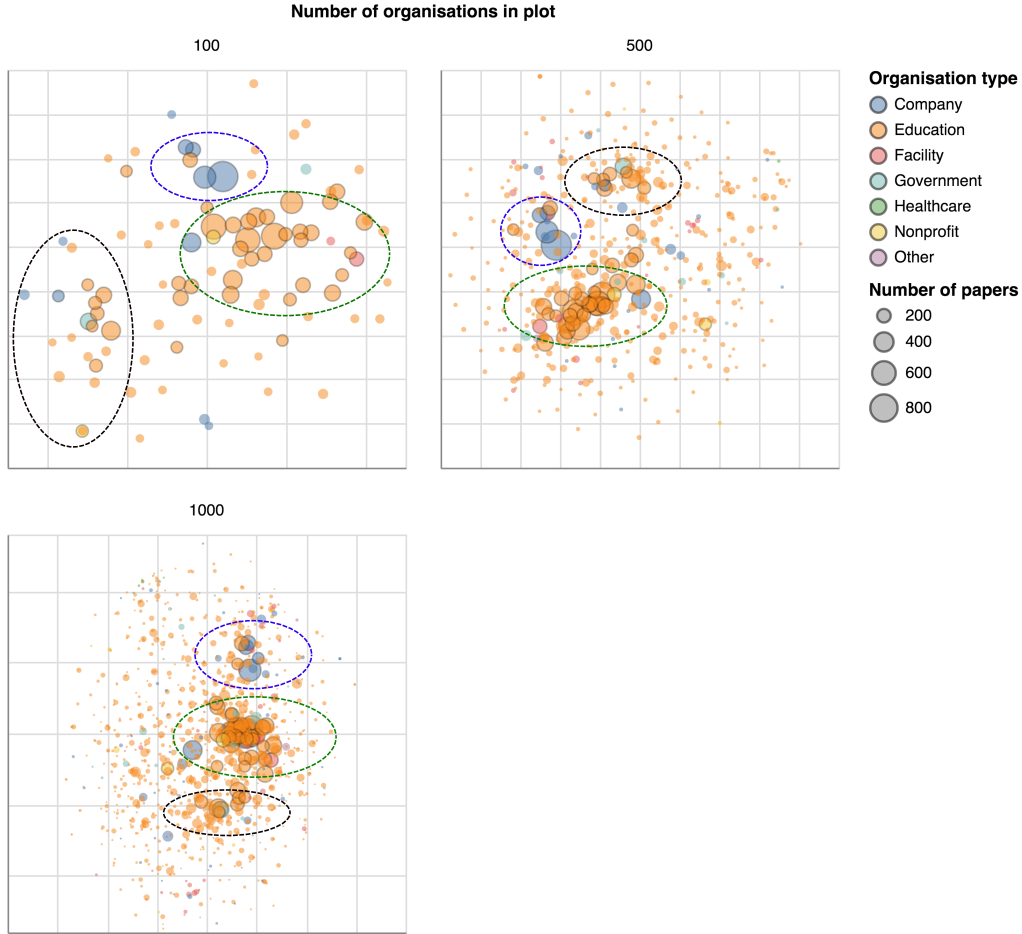 Number of organisations in plot
100
500
Organisation type
Company
Education
Facility
Government
Healthcare
Nonprofit
Other
Number of papers
200
400
600
800
1000